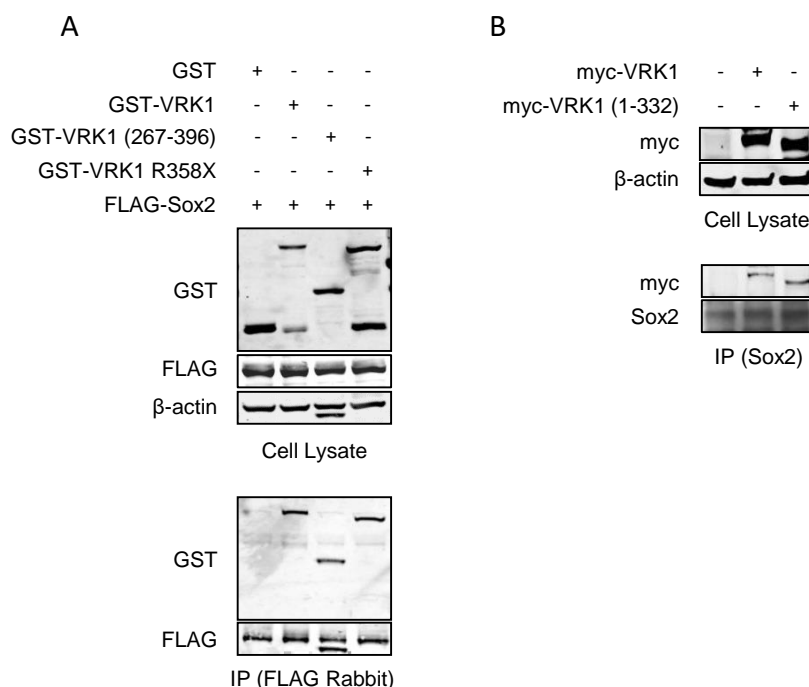 A
GST + - - -
GST-VRK1 - + - -
GST-VRK1 (267-396) - - + -
GST-VRK1 R358X - - - +
FLAG-Sox2 + + + +
GST
FLAG
β-actin
Cell Lysate
GST
FLAG
IP (FLAG Rabbit)
B
myc-VRK1 - + -
myc-VRK1 (1-332) - - +
myc
β-actin
Cell Lysate
myc
Sox2
IP (Sox2)